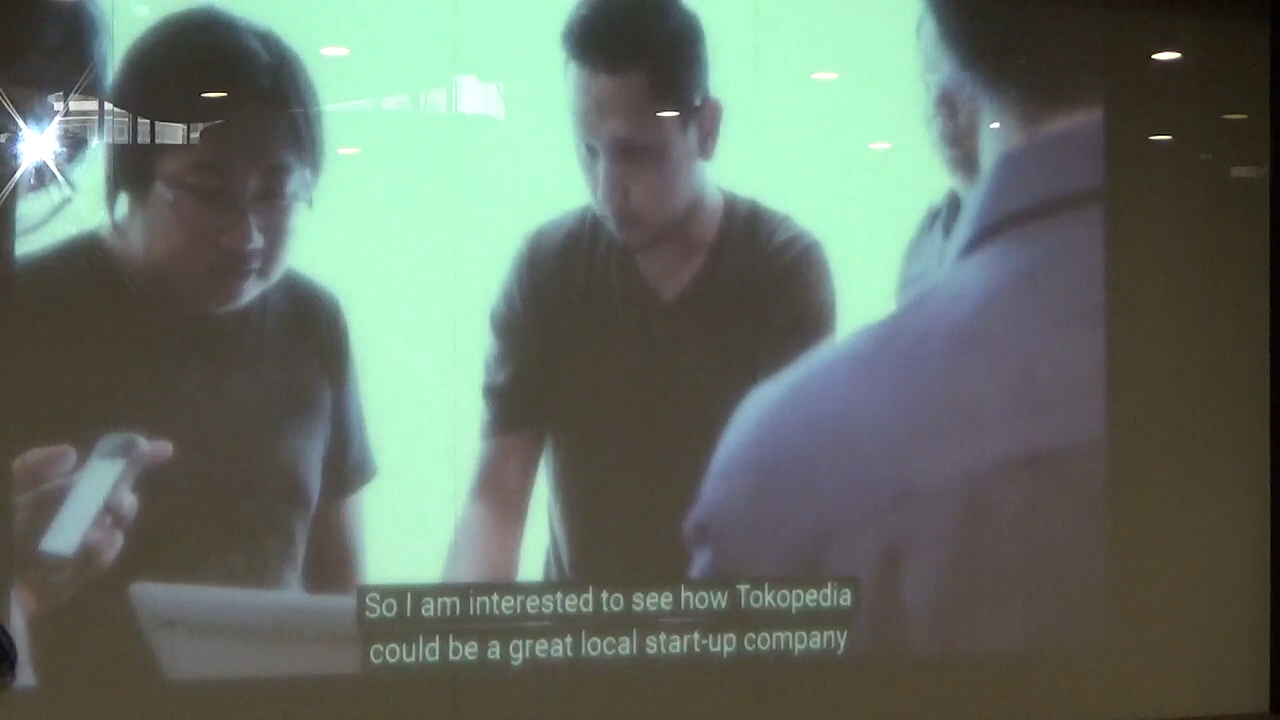 So I am interested to see how Tokopedia
could be a great local start-up company